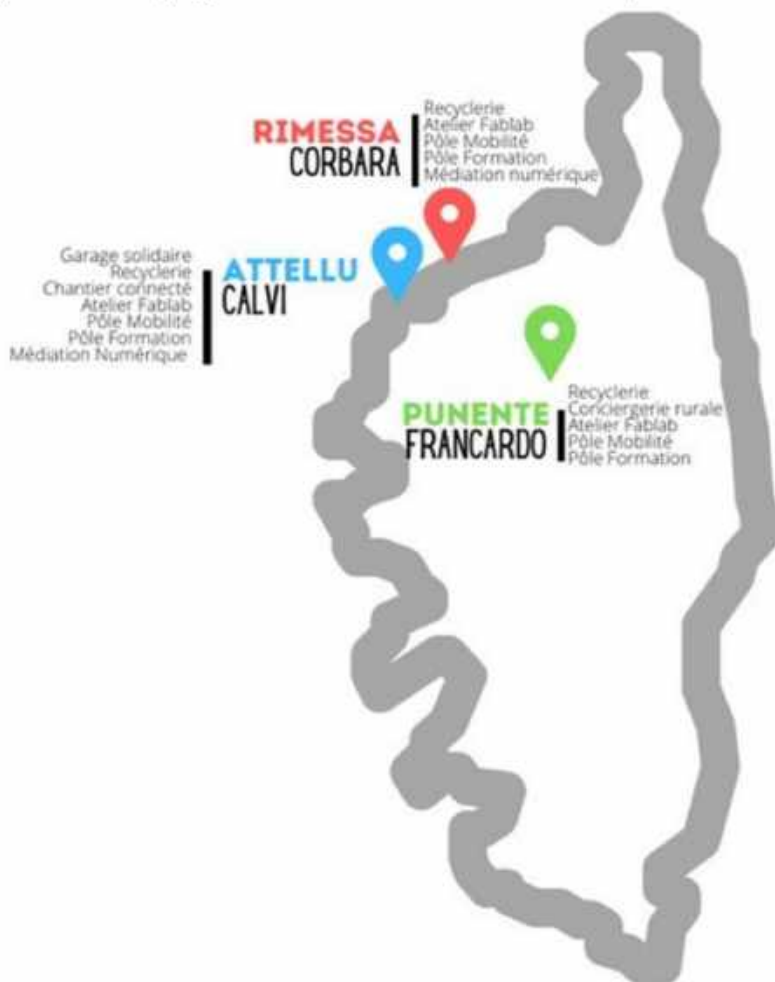 RIMESSA
CORBARA
Recyclerie
Atelier Fablab
Pôle Mobilité
Pôle Formation
Médiation numérique
Garage solidaire
Recyclerie
Chantier connecté
Atelier Fablab
Pôle Mobilité
Pôle Formation
Médiation Numérique
ATTELLU
CALVI
PUNENTE
FRANCARDO
Recyclerie
Conciergerie rurale
Atelier Fablab
Pôle Mobilité
Pôle Formation